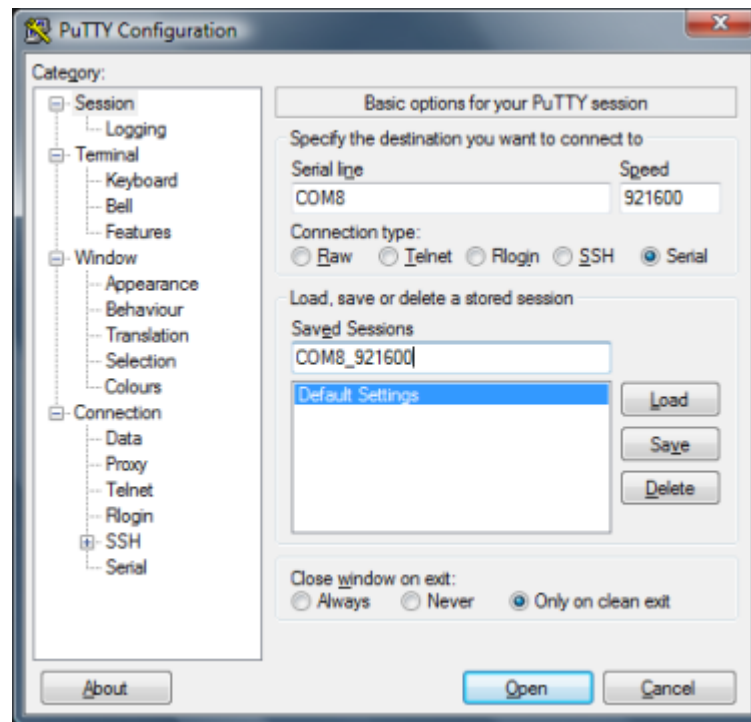 PuTTY Configuration
Category:
Session
Logging
Terminal
Keyboard
Bell
Features
Window
Appearance
Behaviour
Translation
Selection
Colours
Connection
Data
Proxy
Telnet
Rlogin
SSH
Serial
Basic options for your PuTTY session
Specify the destination you want to connect to
Serial line Speed
COM8 921600
Connection type:
Raw Telnet Rlogin SSH Serial
Load, save or delete a stored session
Saved Sessions
COM8_921600
Default Settings
Load
Save
Delete
Close window on exit:
Always Never Only on clean exit
About Open Cancel